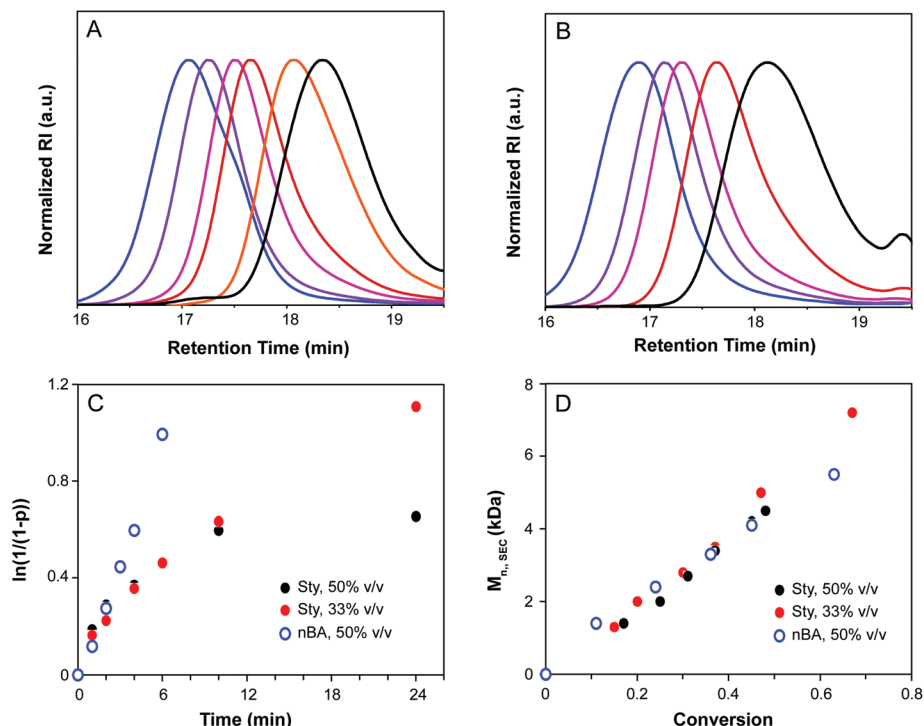 A
Normalized RI (a.u.)
16 17 18 19
Retention Time (min)
B
Normalized RI (a.u.)
16 17 18 19
Retention Time (min)
C
ln(1/(1-p))
1.2
0.8
0.4
0
Sty, 50% v/v
Sty, 33% v/v
nBA, 50% v/v
0 6 12 18 24
Time (min)
D
Mn,, SEC (kDa)
8
6
4
2
0
Sty, 50% v/v
Sty, 33% v/v
nBA, 50% v/v
0 0.2 0.4 0.6 0.8
Conversion